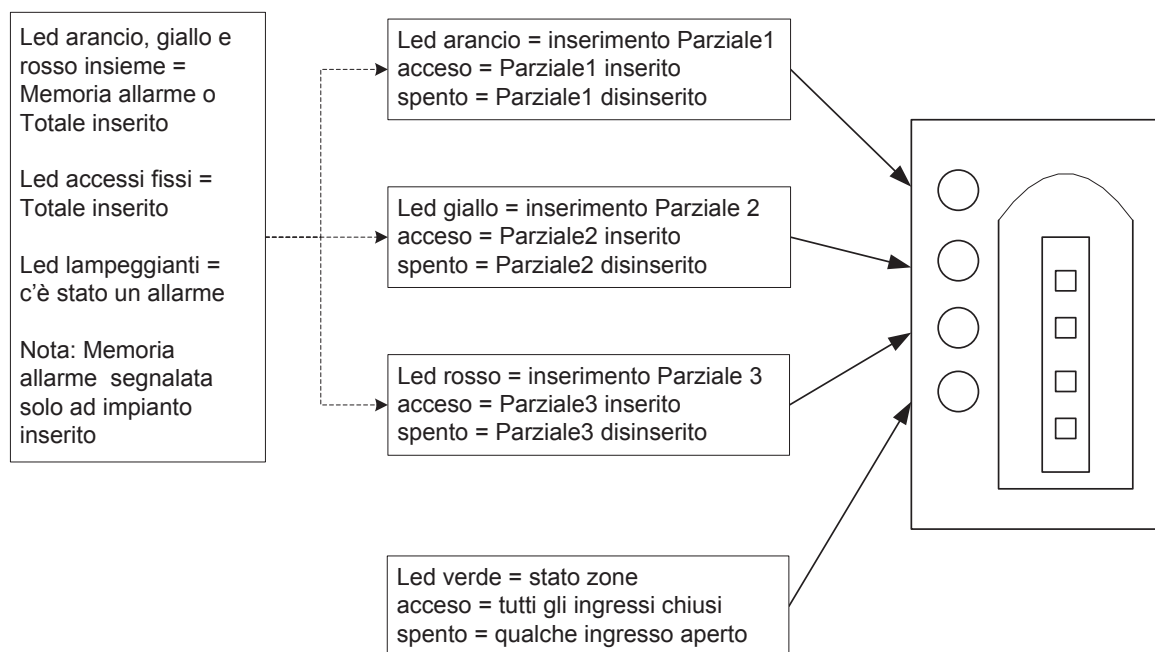 Led arancio, giallo e
rosso insieme =
Memoria allarme o
Totale inserito
Led accessi fissi =
Totale inserito
Led lampeggianti =
c'è stato un allarme
Nota: Memoria
allarme segnalata
solo ad impianto
inserito
Led arancio = inserimento Parziale1
acceso = Parziale1 inserito
spento = Parziale1 disinserito
Led giallo = inserimento Parziale 2
acceso = Parziale2 inserito
spento = Parziale2 disinserito
Led rosso = inserimento Parziale 3
acceso = Parziale3 inserito
spento = Parziale3 disinserito
Led verde = stato zone
acceso = tutti gli ingressi chiusi
spento = qualche ingresso aperto